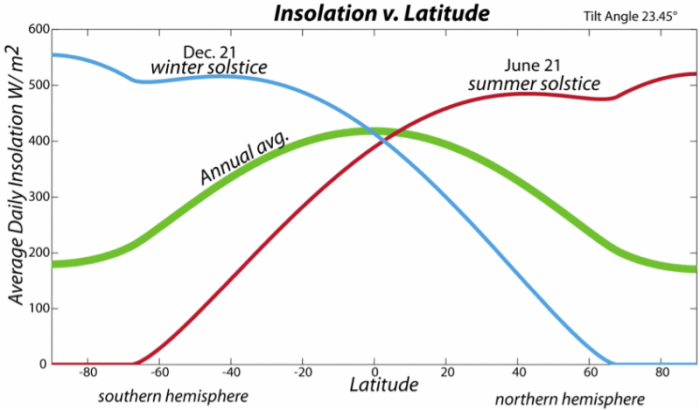 Insolation v. Latitude
Tilt Angle 23.45°
Average Daily Insolation W/ m2
600
500
400
300
200
100
0
Dec. 21
winter solstice
June 21
summer solstice
Annual avg.
-80
-60
-40
-20
0
20
40
60
80
Latitude
southern hemisphere
northern hemisphere